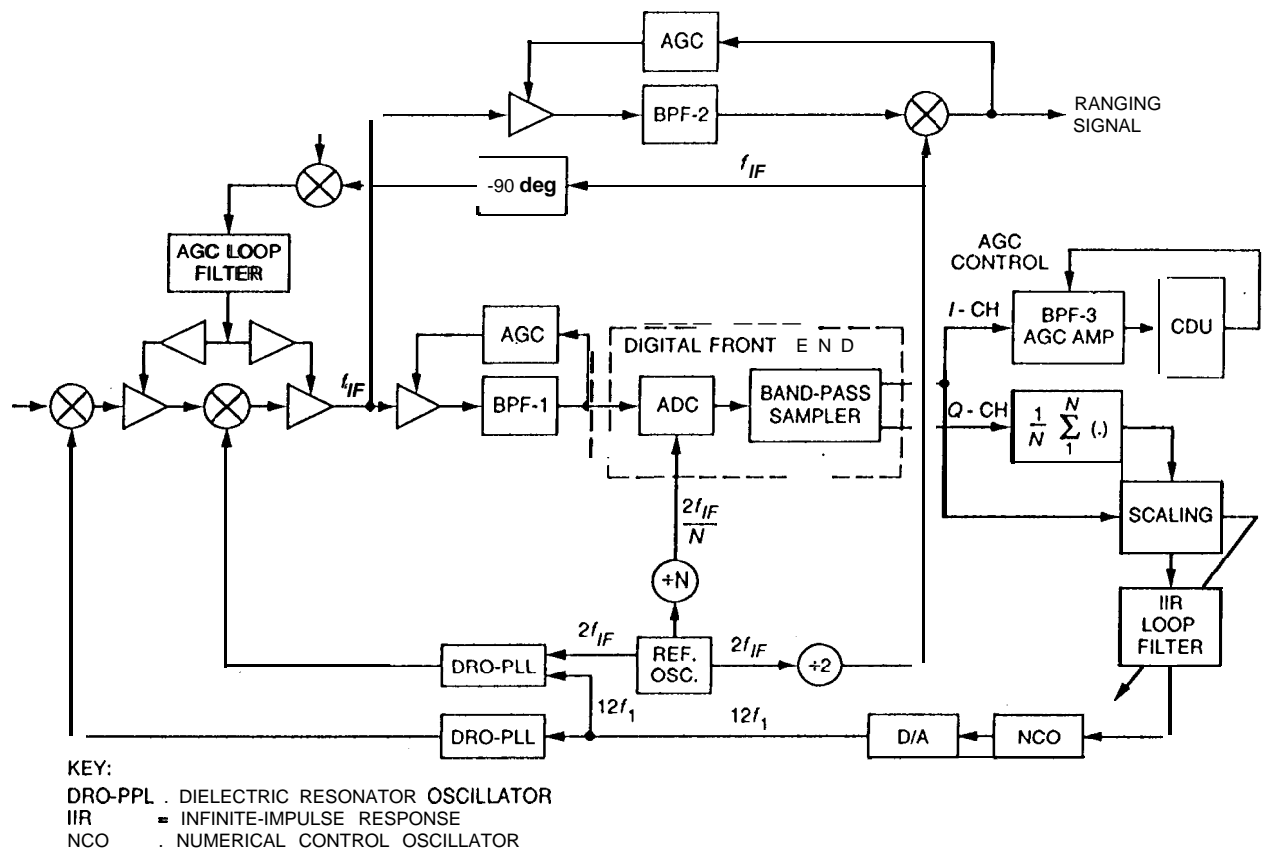 AGC
BPF-2
RANGING
SIGNAL
-90 deg
f_IF
AGC LOOP
FILTER
AGC
CONTROL
I - CH
BPF-3
AGC AMP
CDU
AGC
DIGITAL FRONT E N D
f_IF
BPF-1
ADC
BAND-PASS
SAMPLER
Q - CH
1/N N∑1 (.)
SCALING
2f_IF/N
÷N
IIR
LOOP
FILTER
2f_IF
REF.
OSC.
2f_IF
÷2
DRO-PLL
12f₁
12f₁
DRO-PLL
D/A
NCO
KEY:
DRO-PPL . DIELECTRIC RESONATOR OSCILLATOR
IIR = INFINITE-IMPULSE RESPONSE
NCO . NUMERICAL CONTROL OSCILLATOR